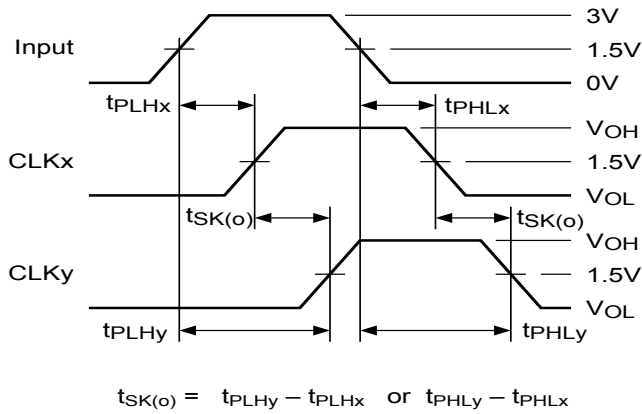 3V
Input 1.5V
0V
tPLHx tPHLx
VOH
CLKx 1.5V
VOL
tSK(o) tSK(o)
VOH
CLKy 1.5V
VOL
tPLHy tPHLy
tSK(o) = tPLHy – tPLHx or tPHLy – tPHLx